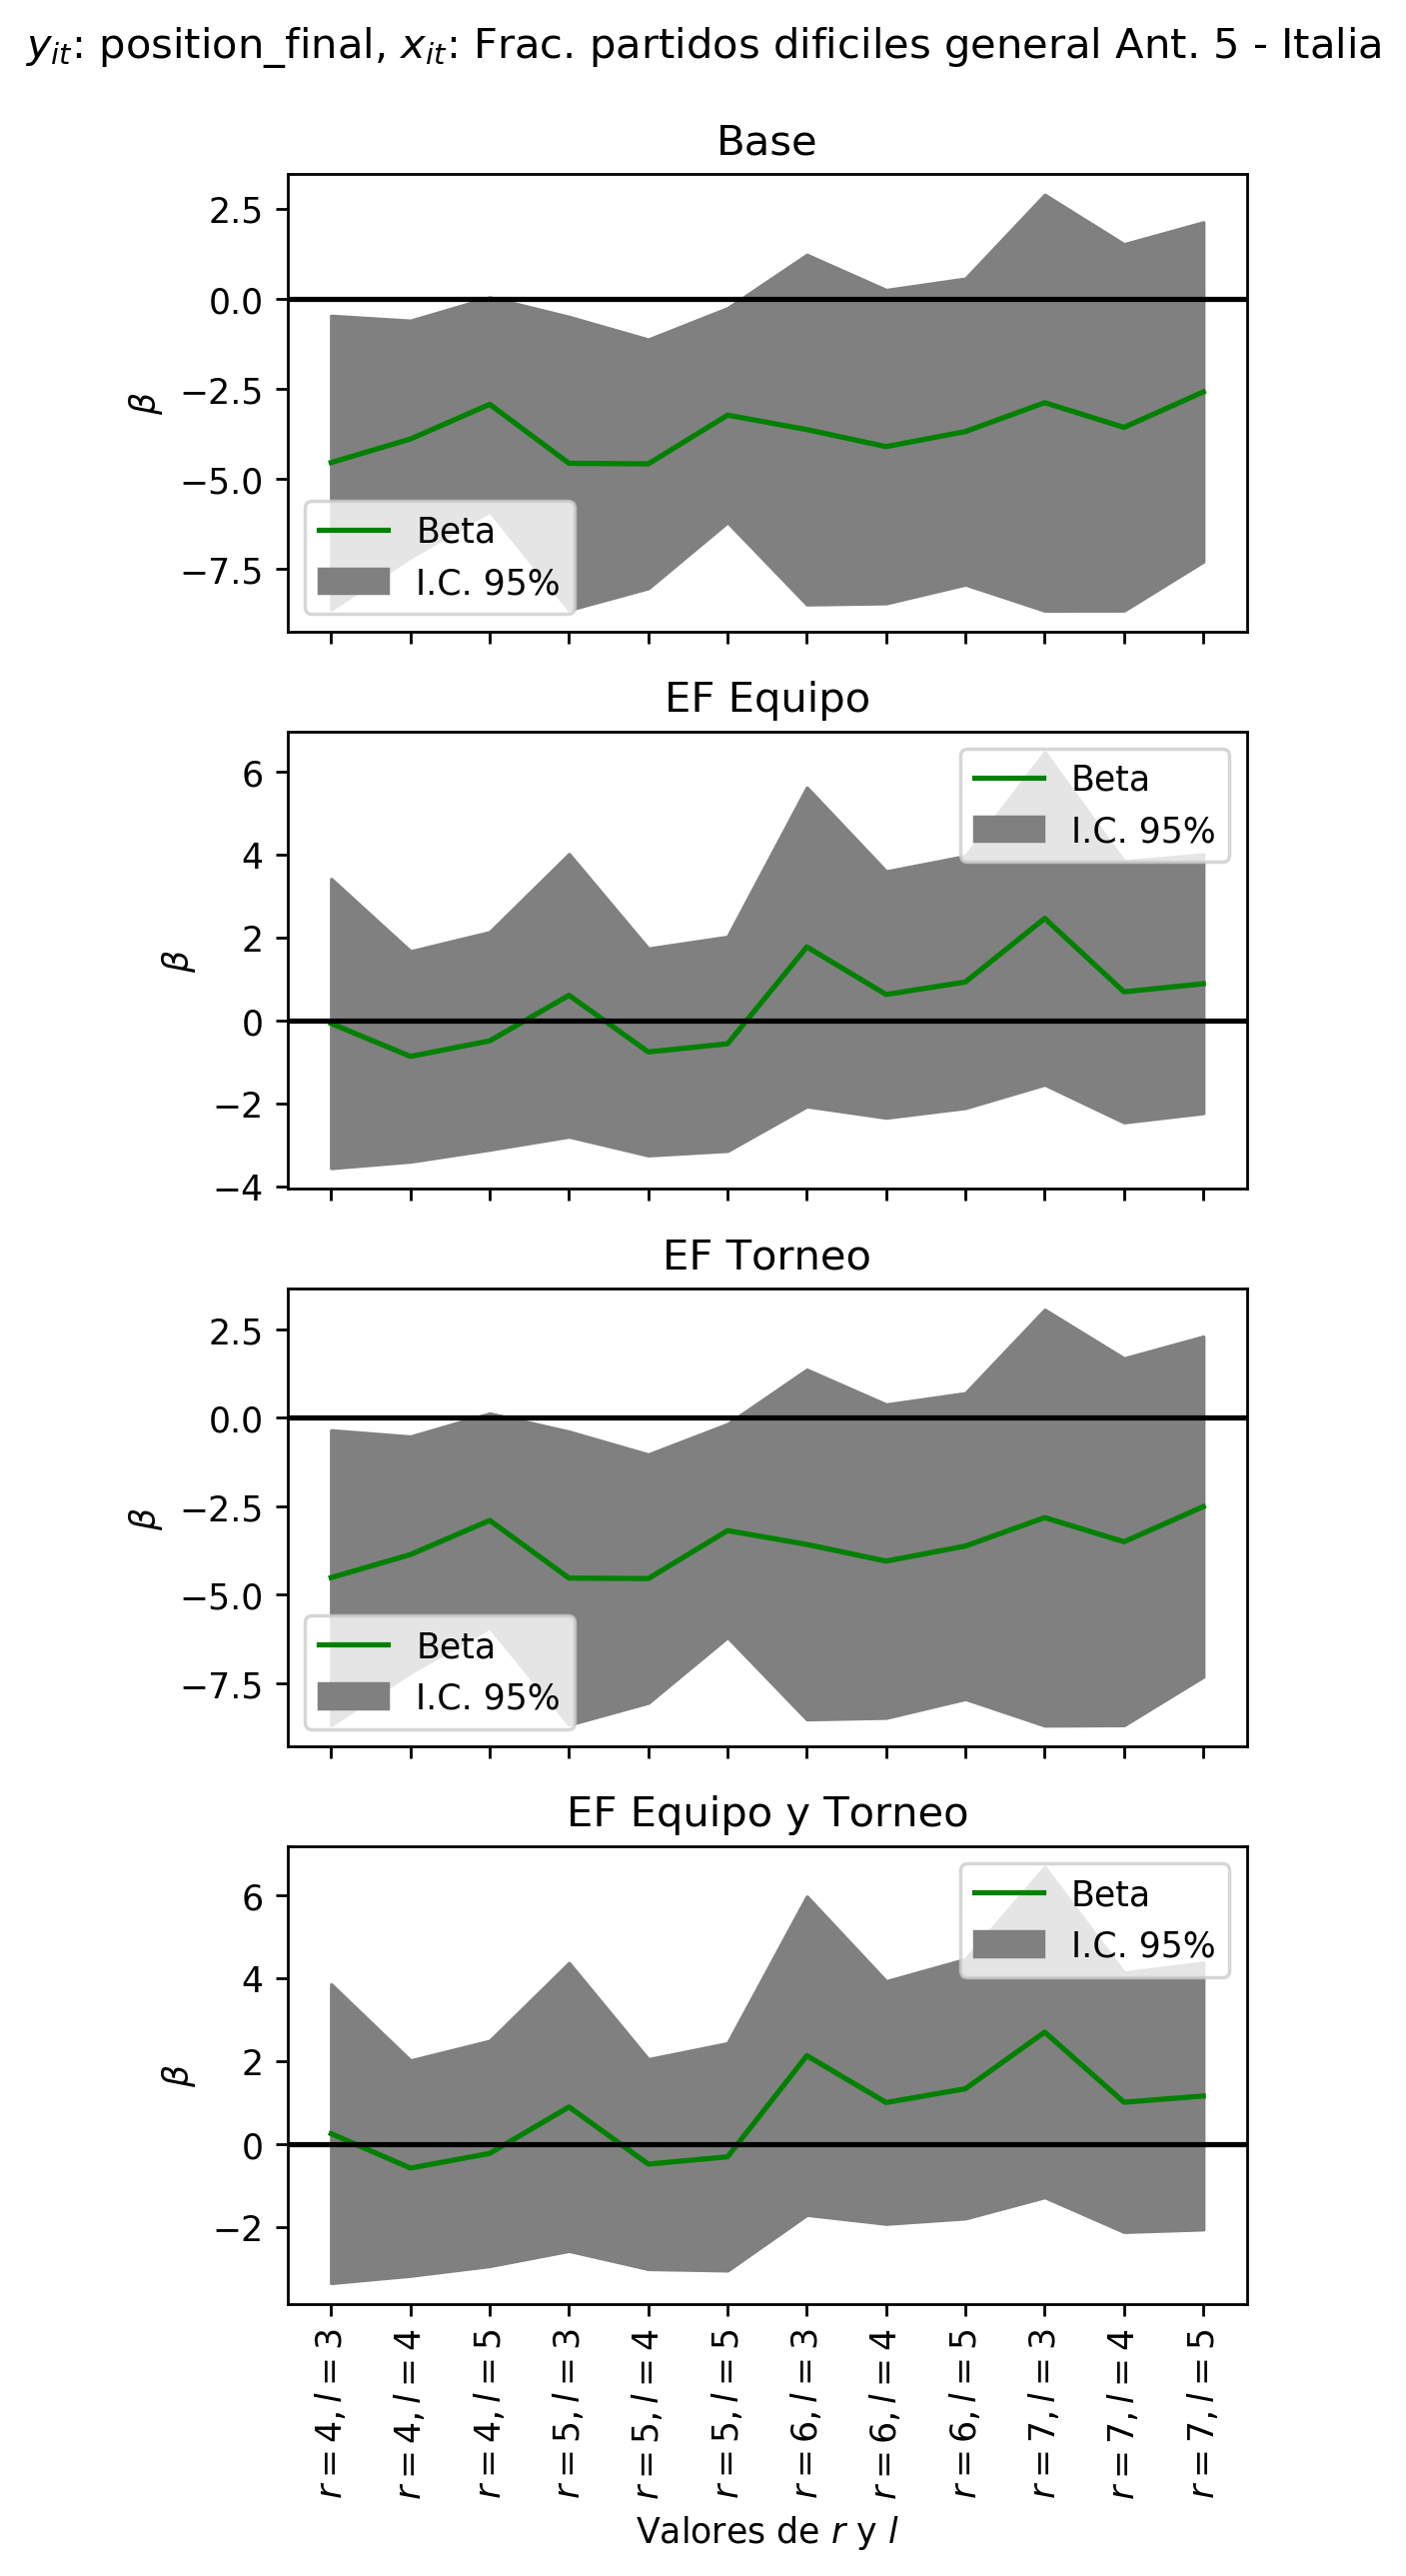 y_it: position_final, x_it: Frac. partidos dificiles general Ant. 5 - Italia
Base
2.5
0.0
−2.5
−5.0
−7.5
β
Beta
I.C. 95%
EF Equipo
6
4
2
0
−2
−4
β
Beta
I.C. 95%
EF Torneo
2.5
0.0
−2.5
−5.0
−7.5
β
Beta
I.C. 95%
EF Equipo y Torneo
6
4
2
0
−2
β
Beta
I.C. 95%
r = 4, l = 3
r = 4, l = 4
r = 4, l = 5
r = 5, l = 3
r = 5, l = 4
r = 5, l = 5
r = 6, l = 3
r = 6, l = 4
r = 6, l = 5
r = 7, l = 3
r = 7, l = 4
r = 7, l = 5
Valores de r y l